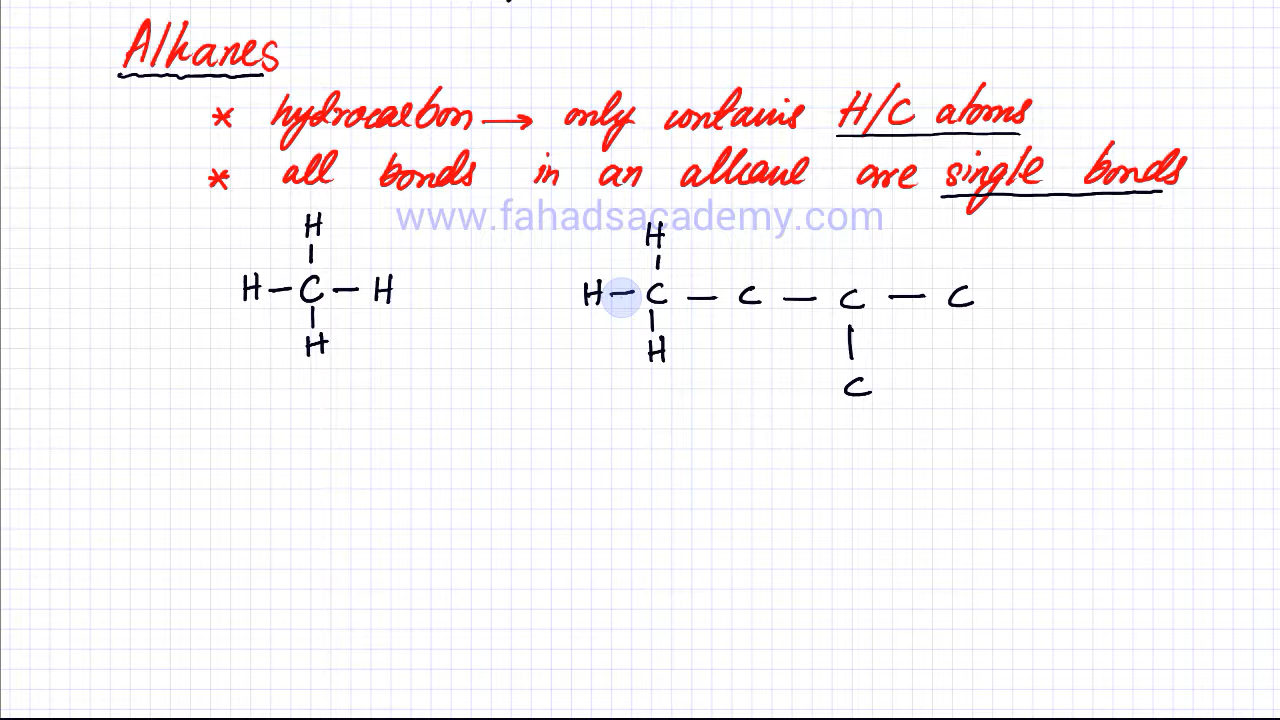 Alkanes
* hydrocarbon → only contains H/C atoms
* all bonds in an alkane are single bonds
www.fahadsacademy.com
H H
H-C-H H-C-C-C-C
H H
C